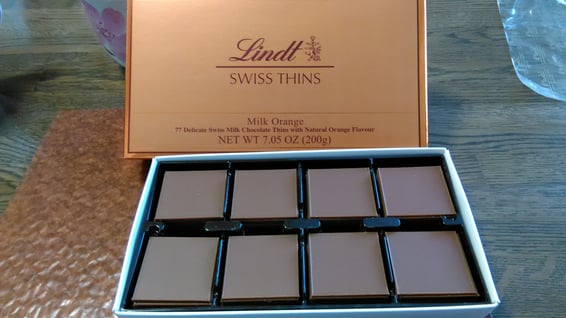 Lindt
SWISS THINS
Milk Orange
77 Delicate Swiss Milk Chocolate Thins with Natural Orange Flavour
NET WT 7.05 OZ (200g)